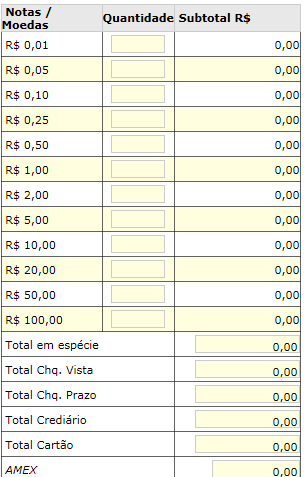 Notas / Moedas Quantidade Subtotal R$
R$ 0,01 0,00
R$ 0,05 0,00
R$ 0,10 0,00
R$ 0,25 0,00
R$ 0,50 0,00
R$ 1,00 0,00
R$ 2,00 0,00
R$ 5,00 0,00
R$ 10,00 0,00
R$ 20,00 0,00
R$ 50,00 0,00
R$ 100,00 0,00
Total em espécie 0,00
Total Chq. Vista 0,00
Total Chq. Prazo 0,00
Total Crediário 0,00
Total Cartão 0,00
AMEX 0,00